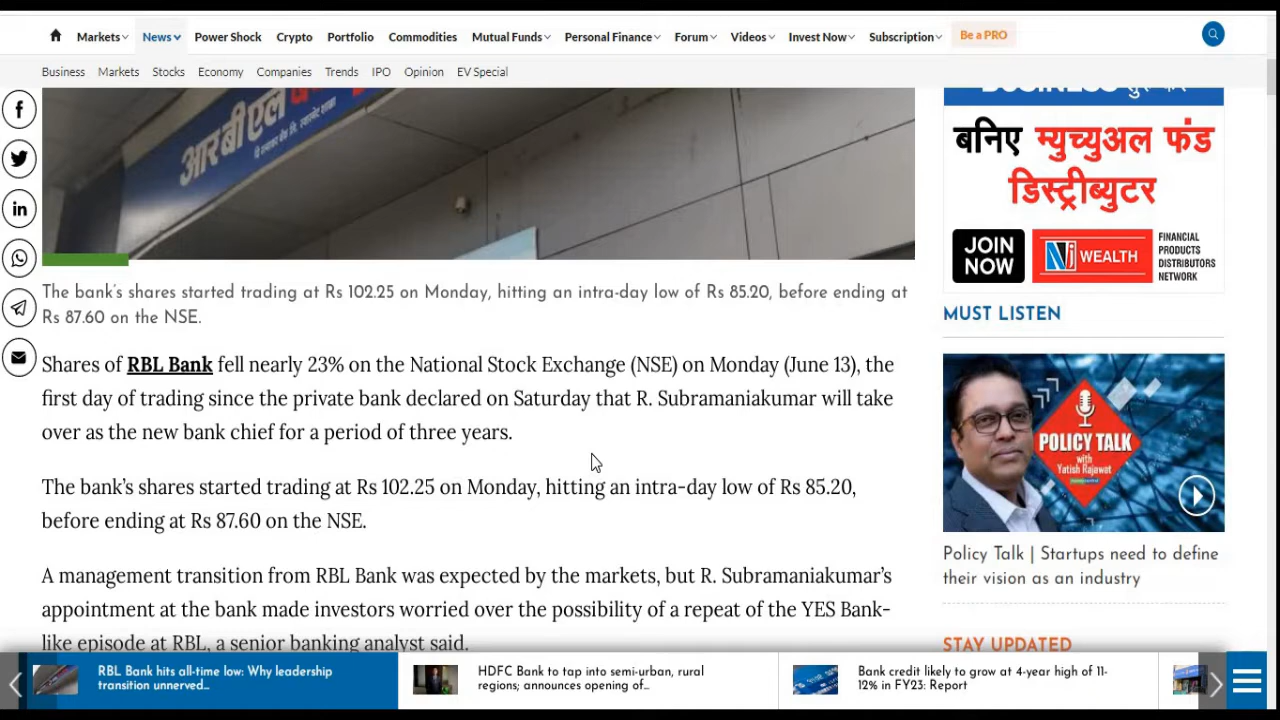 Markets News Power Shock Crypto Portfolio Commodities Mutual Funds Personal Finance Forum Videos Invest Now Subscription Be a PRO
Business Markets Stocks Economy Companies Trends IPO Opinion EV Special
आरबीएल
The bank's shares started trading at Rs 102.25 on Monday, hitting an intra-day low of Rs 85.20, before ending at
Rs 87.60 on the NSE.
Shares of RBL Bank fell nearly 23% on the National Stock Exchange (NSE) on Monday (June 13), the
first day of trading since the private bank declared on Saturday that R. Subramaniakumar will take
over as the new bank chief for a period of three years.
The bank's shares started trading at Rs 102.25 on Monday, hitting an intra-day low of Rs 85.20,
before ending at Rs 87.60 on the NSE.
A management transition from RBL Bank was expected by the markets, but R. Subramaniakumar's
appointment at the bank made investors worried over the possibility of a repeat of the YES Bank-
like episode at RBL, a senior banking analyst said.
BUSINESS
बनिए म्युच्युअल फंड
डिस्ट्रीब्युटर
JOIN
NOW
NJ WEALTH
FINANCIAL
PRODUCTS
DISTRIBUTORS
NETWORK
MUST LISTEN
POLICY TALK
with
Yatish Rajawat
Policy Talk | Startups need to define
their vision as an industry
STAY UPDATED
RBL Bank hits all-time low: Why leadership
transition unnerved...
HDFC Bank to tap into semi-urban, rural
regions; announces opening of...
Bank credit likely to grow at 4-year high of 11-
12% in FY23: Report